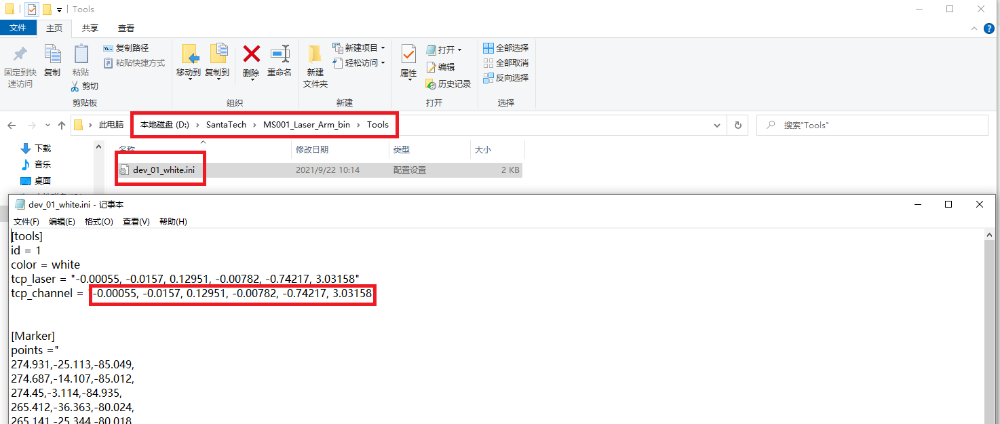 Tools
文件 主页 共享 查看
固定到快速访问
复制
粘贴
复制路径
粘贴快捷方式
剪切
剪贴板
移动到
复制到
删除
重命名
组织
新建文件夹
新建项目
轻松访问
新建
属性
打开
编辑
历史记录
打开
全部选择
全部取消
反向选择
选择
此电脑 本地磁盘 (D:) SantaTech MS001_Laser_Arm_bin Tools
搜索"Tools"
下载
音乐
桌面
名称 修改日期 类型 大小
dev_01_white.ini 2021/9/22 10:14 配置设置 2 KB
dev_01_white.ini - 记事本
文件(F) 编辑(E) 格式(O) 查看(V) 帮助(H)
[tools]
id = 1
color = white
tcp_laser = "-0.00055, -0.0157, 0.12951, -0.00782, -0.74217, 3.03158"
tcp_channel = -0.00055, -0.0157, 0.12951, -0.00782, -0.74217, 3.03158
[Marker]
points ="
274.931,-25.113,-85.049,
274.687,-14.107,-85.012,
274.45,-3.114,-84.935,
265.412,-36.363,-80.024,
265.141,-25.344,-80.018